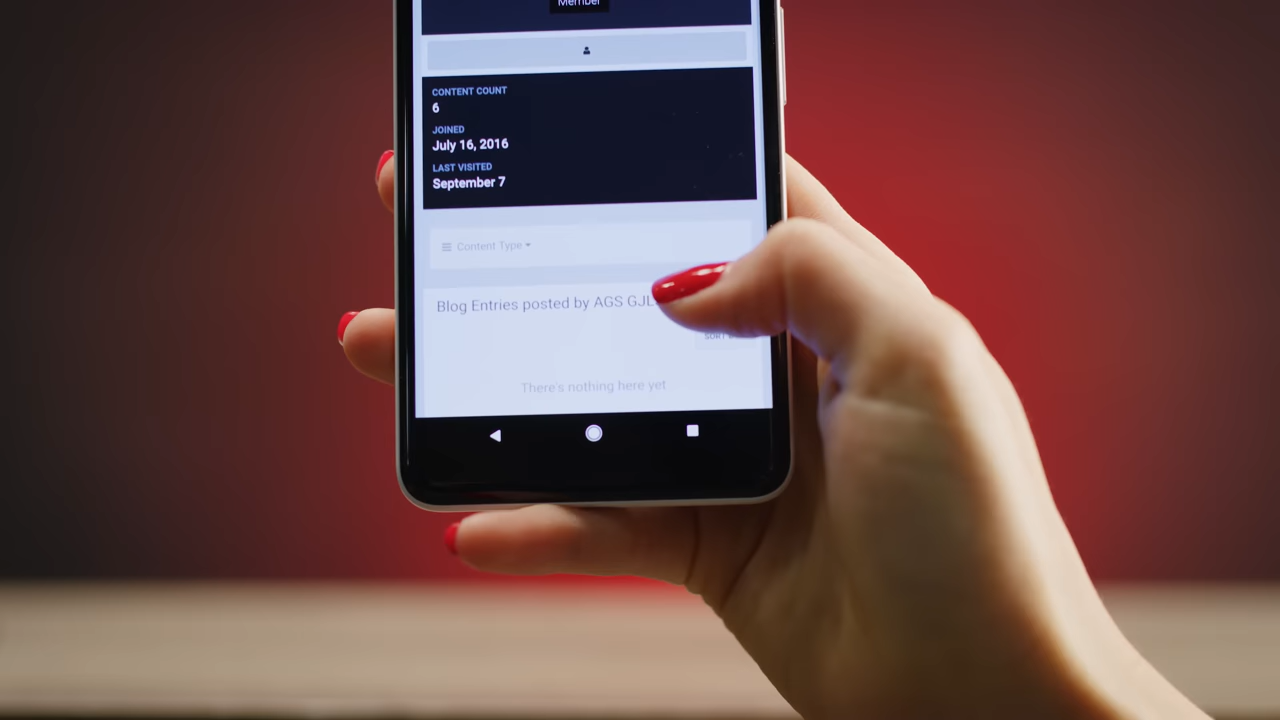 Member
CONTENT COUNT
6
JOINED
July 16, 2016
LAST VISITED
September 7
Content Type
Blog Entries posted by AGS
There's nothing here yet